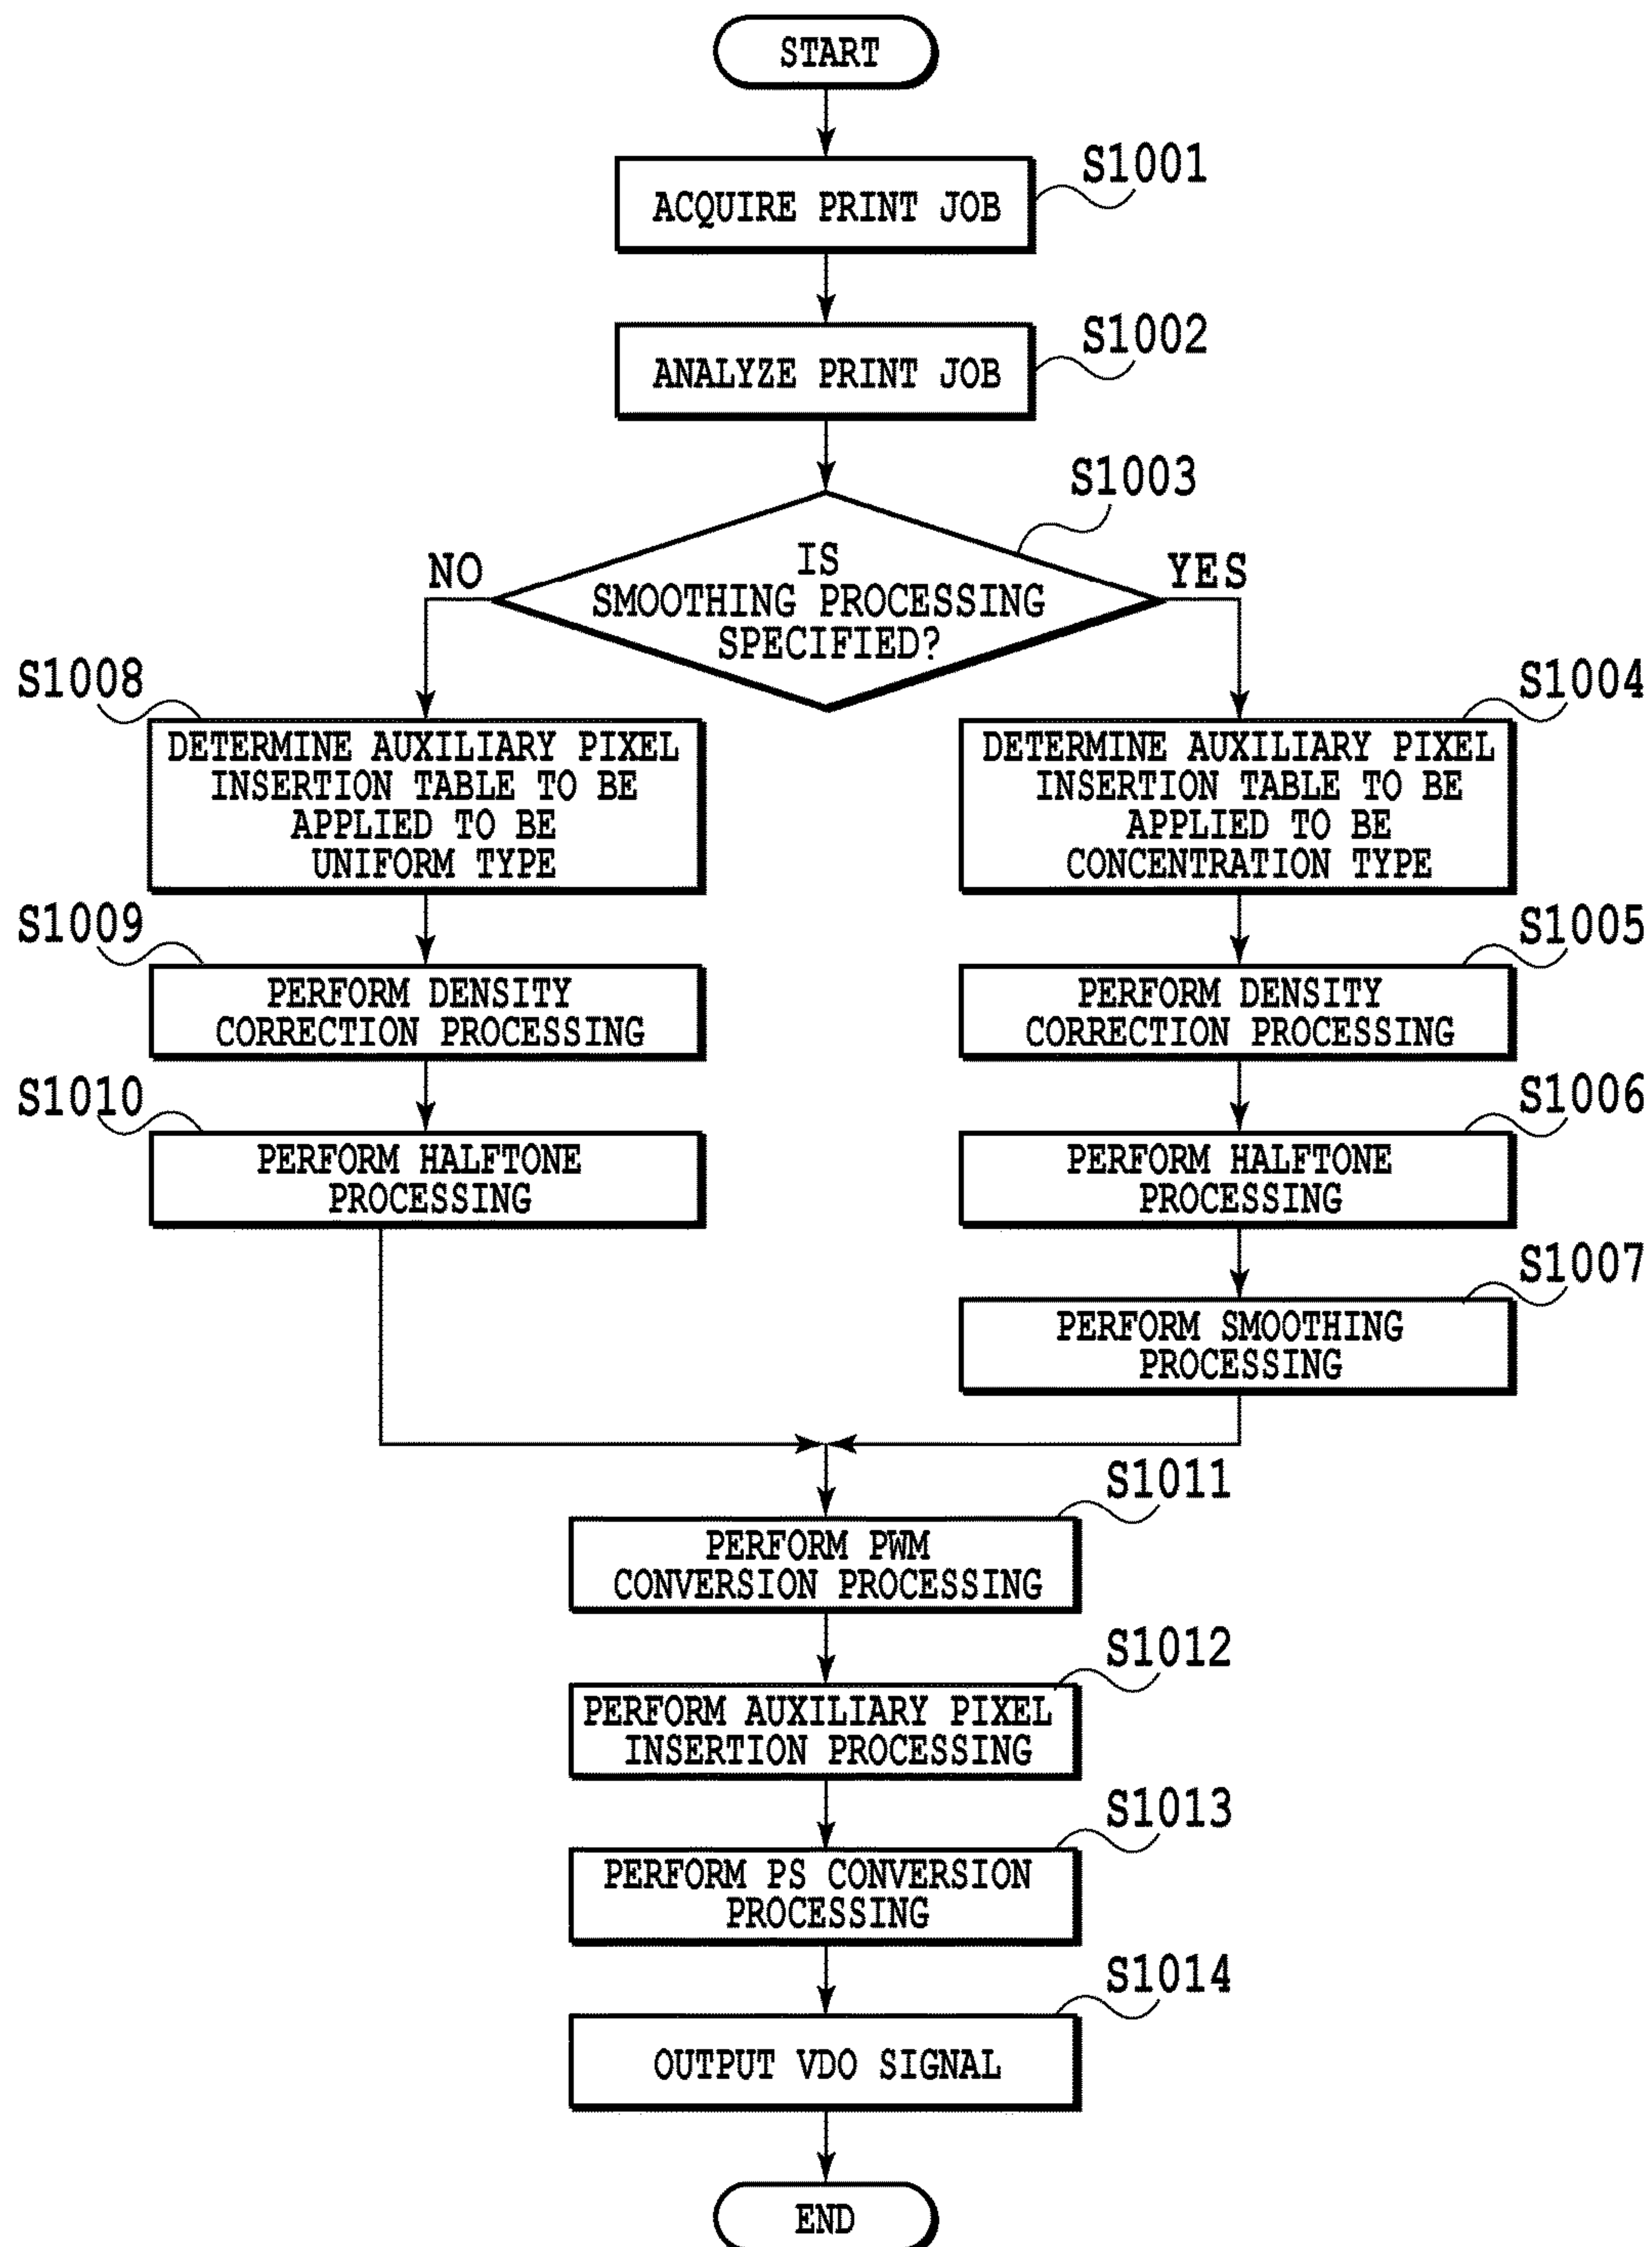 START
S1001
ACQUIRE PRINT JOB
S1002
ANALYZE PRINT JOB
S1003
IS
SMOOTHING PROCESSING
SPECIFIED?
NO
YES
S1008
DETERMINE AUXILIARY PIXEL
INSERTION TABLE TO BE
APPLIED TO BE
UNIFORM TYPE
S1004
DETERMINE AUXILIARY PIXEL
INSERTION TABLE TO BE
APPLIED TO BE
CONCENTRATION TYPE
S1009
PERFORM DENSITY
CORRECTION PROCESSING
S1005
PERFORM DENSITY
CORRECTION PROCESSING
S1010
PERFORM HALFTONE
PROCESSING
S1006
PERFORM HALFTONE
PROCESSING
S1007
PERFORM SMOOTHING
PROCESSING
S1011
PERFORM PWM
CONVERSION PROCESSING
S1012
PERFORM AUXILIARY PIXEL
INSERTION PROCESSING
S1013
PERFORM PS CONVERSION
PROCESSING
S1014
OUTPUT VDO SIGNAL
END